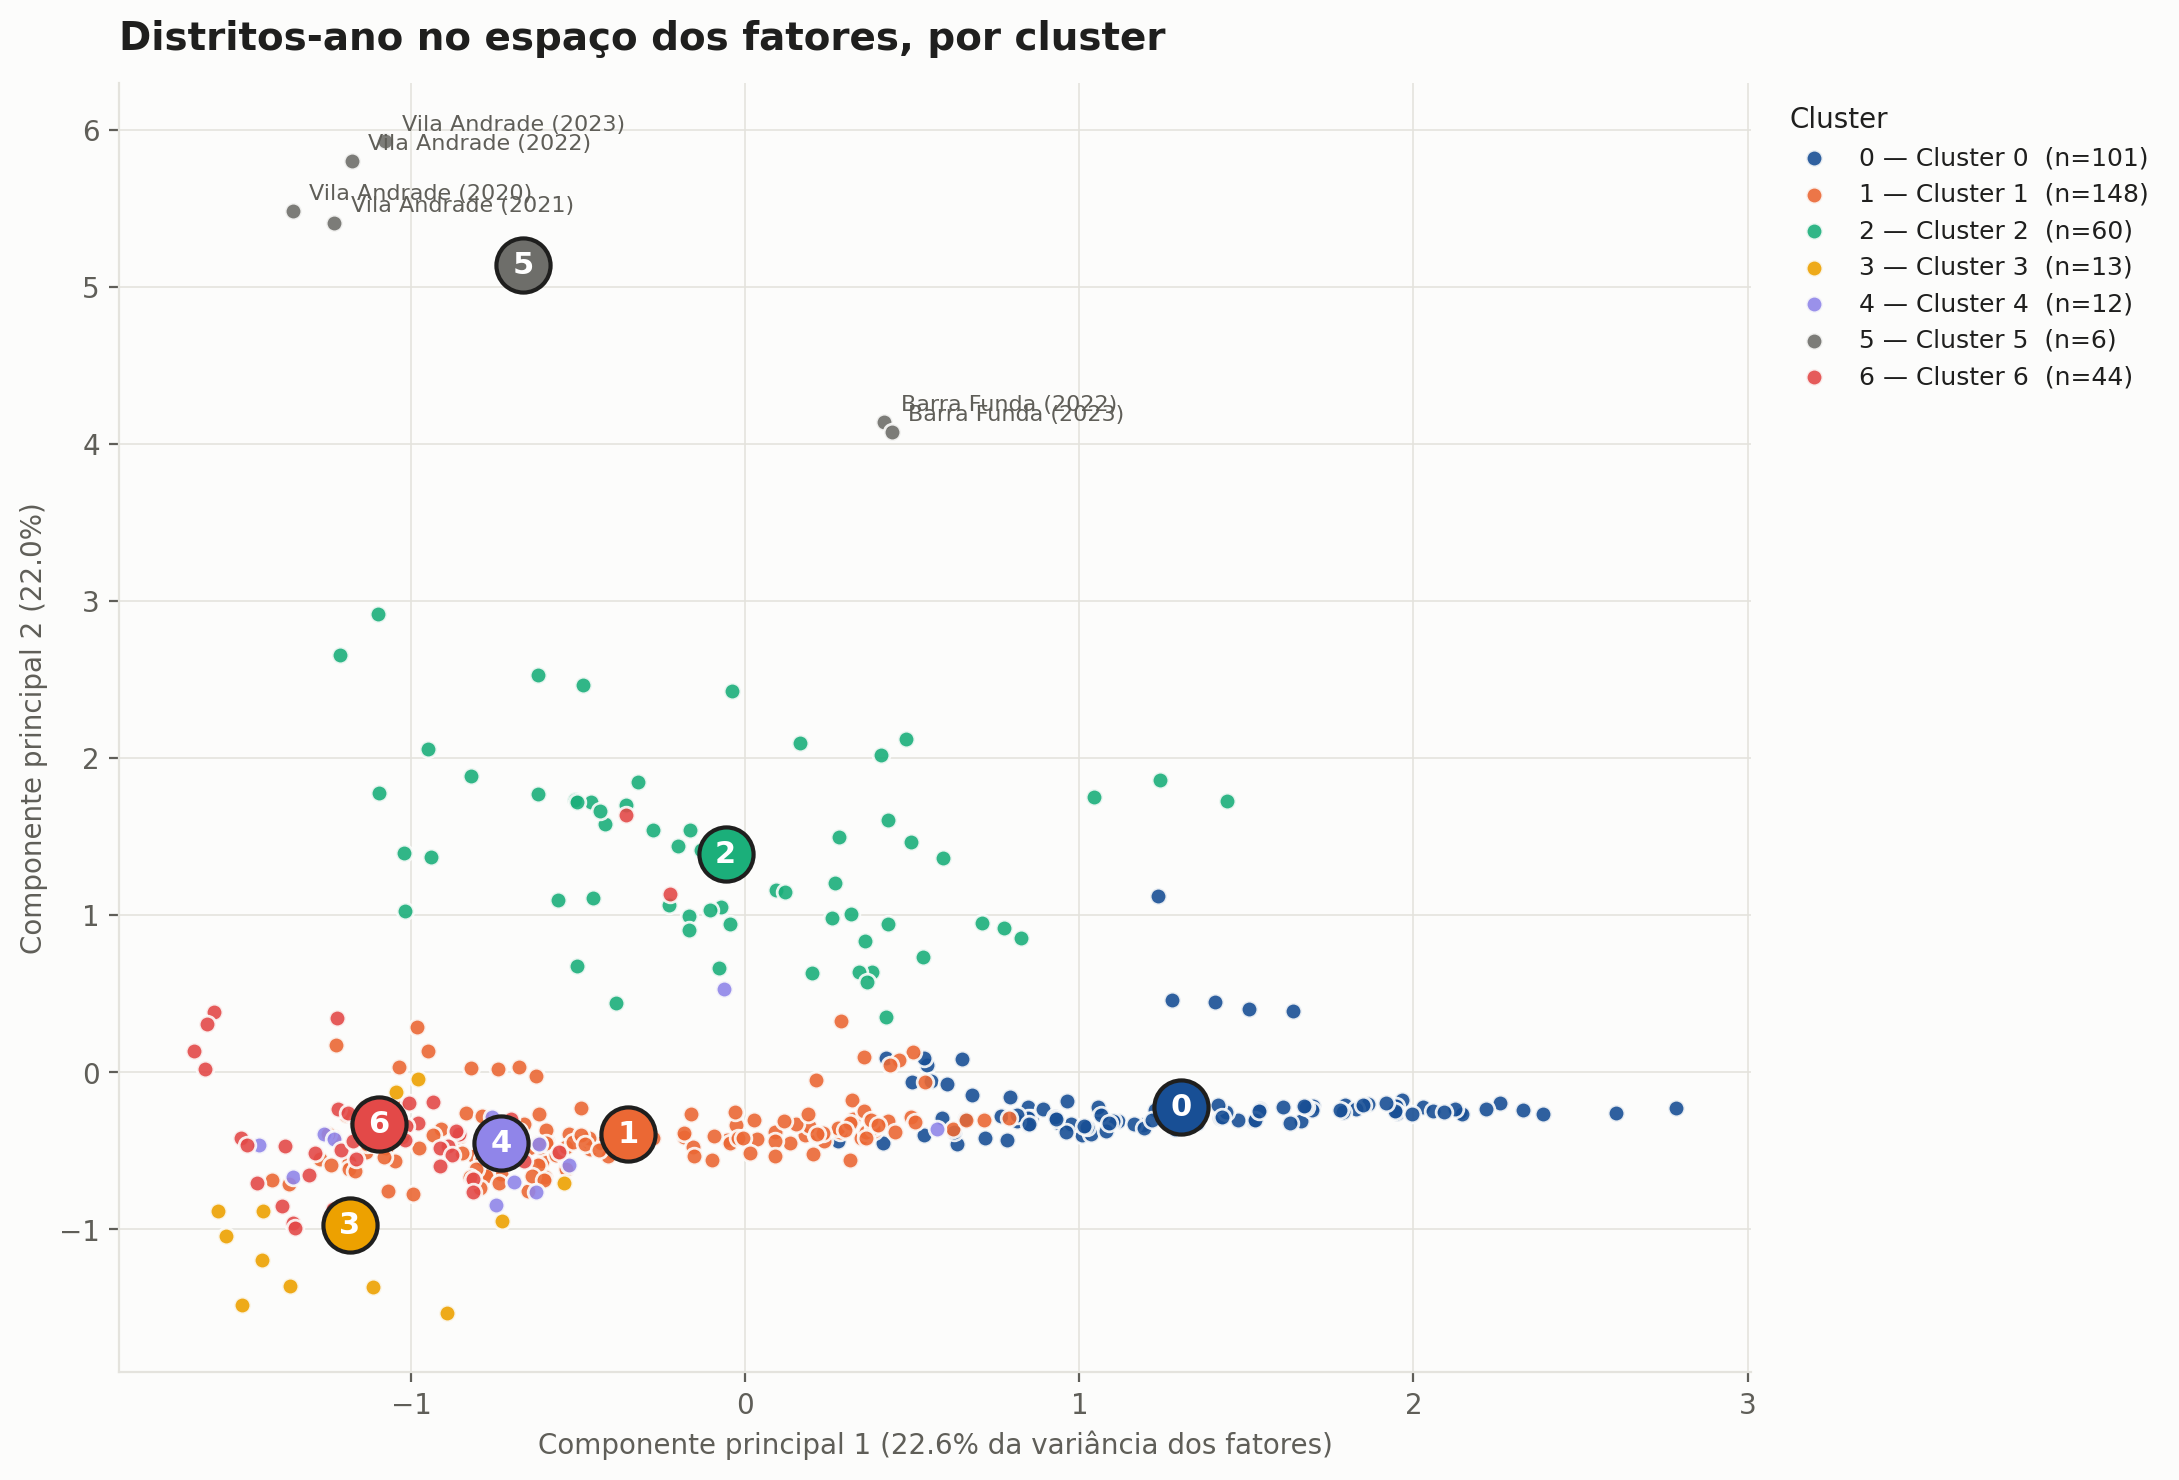 Distritos-ano no espaço dos fatores, por cluster
Cluster
0 — Cluster 0 (n=101)
1 — Cluster 1 (n=148)
2 — Cluster 2 (n=60)
3 — Cluster 3 (n=13)
4 — Cluster 4 (n=12)
5 — Cluster 5 (n=6)
6 — Cluster 6 (n=44)
Vila Andrade (2023)
Vila Andrade (2022)
Vila Andrade (2020)
Vila Andrade (2021)
5
Barra Funda (2022)
Barra Funda (2023)
2
0
6
4
1
3
6
5
4
3
2
1
0
−1
Componente principal 2 (22.0%)
−1
0
1
2
3
Componente principal 1 (22.6% da variância dos fatores)